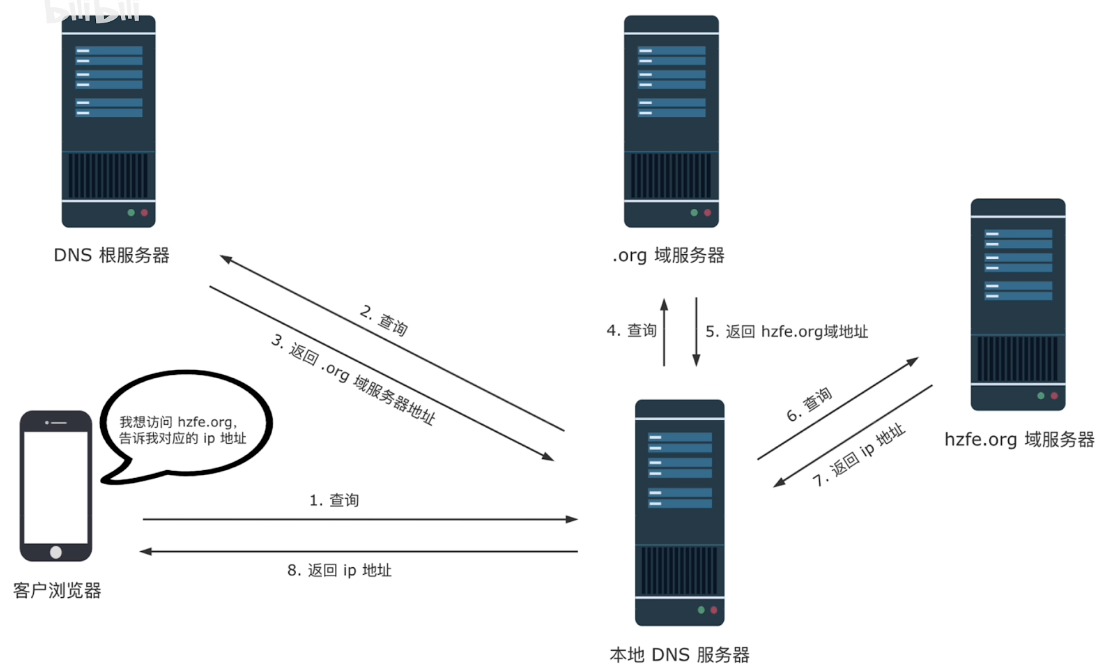 bilibili
DNS 根服务器
.org 域服务器
2. 查询
3. 返回 .org 域服务器地址
4. 查询
5. 返回 hzfe.org域地址
6. 查询
7. 返回 ip 地址
hzfe.org 域服务器
我想访问 hzfe.org,
告诉我对应的 ip 地址
1. 查询
8. 返回 ip 地址
客户浏览器
本地 DNS 服务器